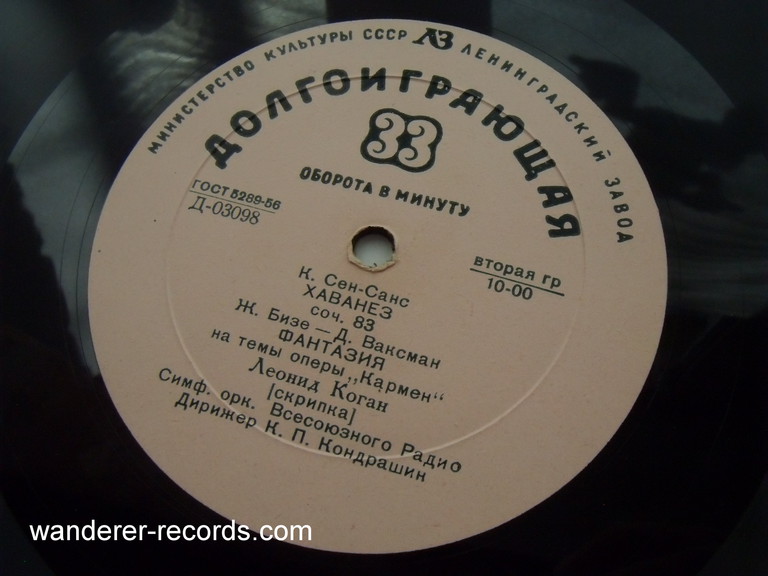 МИНИСТЕРСТВО КУЛЬТУРЫ СССР ЛЗ ЛЕНИНГРАДСКИЙ ЗАВОД
ДОЛГОИГРАЮЩАЯ
33
ОБОРОТА В МИНУТУ
ГОСТ 5289-56
Д-03098
вторая гр
10-00
К. Сен-Санс
ХАВАНЕЗ
соч. 83
Ж. Бизе — Д. Ваксман
ФАНТАЗИЯ
на темы оперы „Кармен“
Леонид Коган
[скрипка]
Симф. орк. Всесоюзного Радио
Дирижер К. П. Кондрашин
wanderer-records.com